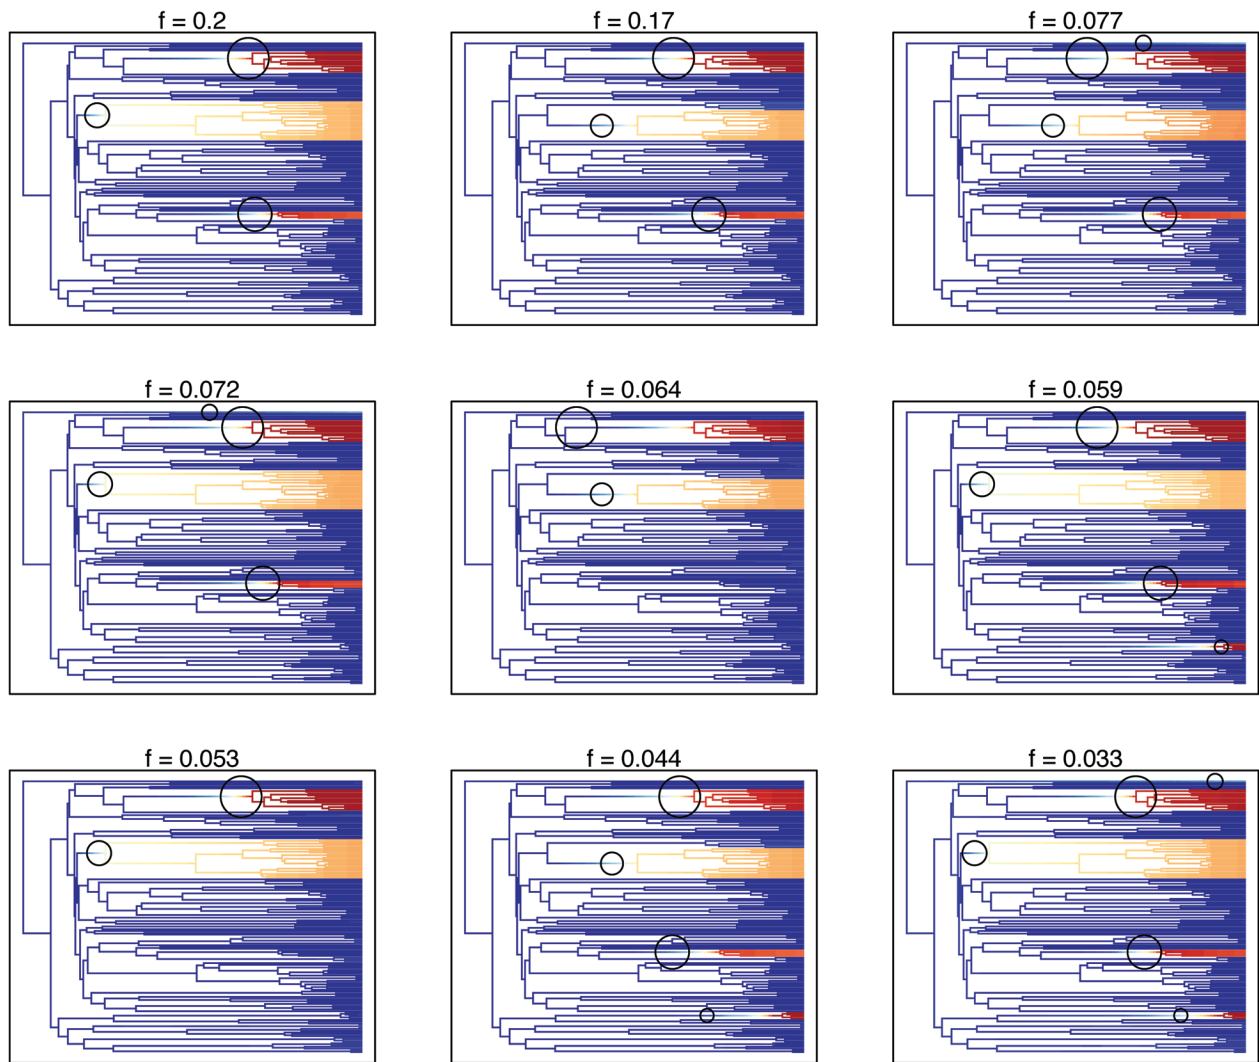 f = 0.2
f = 0.17
f = 0.077
f = 0.072
f = 0.064
f = 0.059
f = 0.053
f = 0.044
f = 0.033